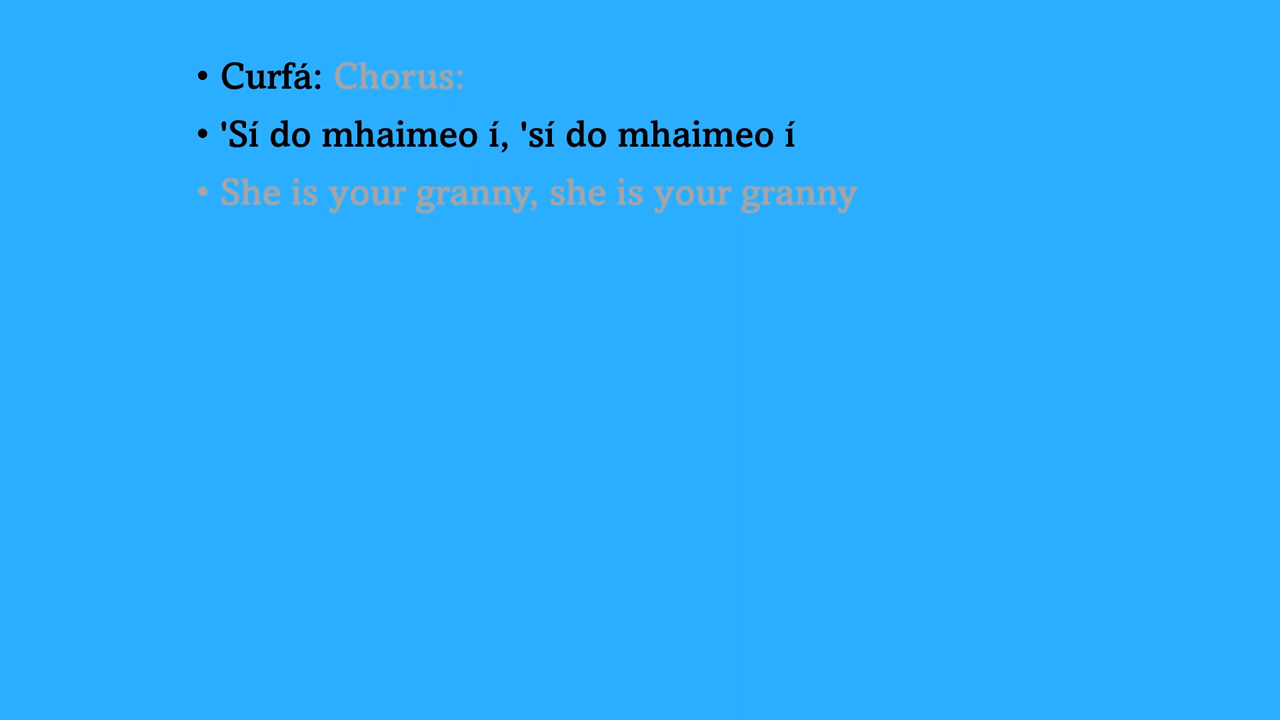 • Curfá: Chorus:
• 'Sí do mhaimeo í, 'sí do mhaimeo í
• She is your granny, she is your granny